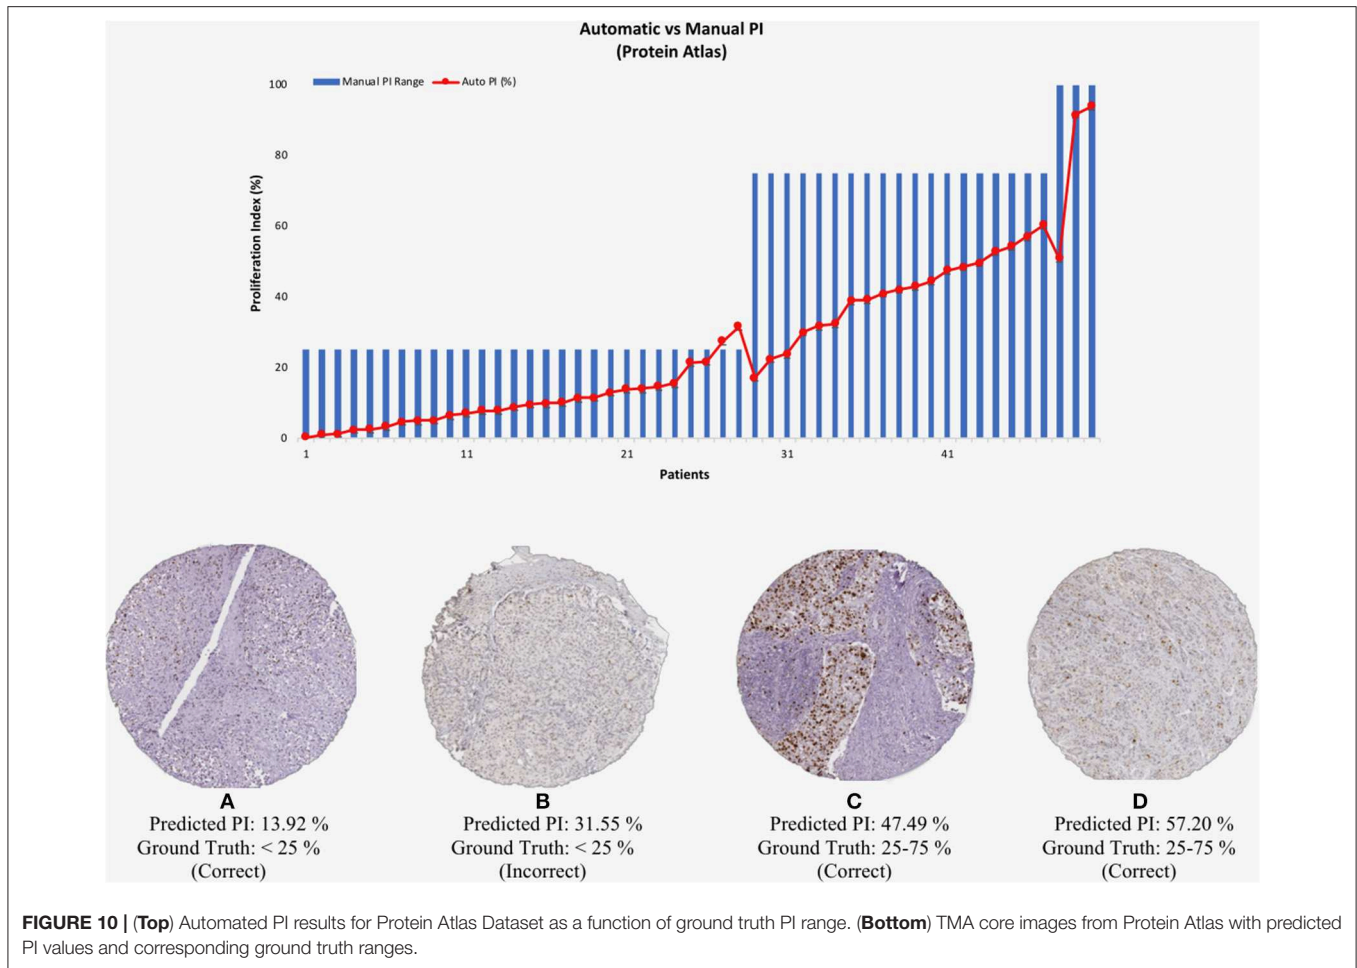 Automatic vs Manual PI
(Protein Atlas)
Manual PI Range
Auto PI (%)
100
80
60
40
20
0
Proliferation Index (%)
1
11
21
31
41
Patients
A
Predicted PI: 13.92 %
Ground Truth: < 25 %
(Correct)
B
Predicted PI: 31.55 %
Ground Truth: < 25 %
(Incorrect)
C
Predicted PI: 47.49 %
Ground Truth: 25-75 %
(Correct)
D
Predicted PI: 57.20 %
Ground Truth: 25-75 %
(Correct)
FIGURE 10 | (Top) Automated PI results for Protein Atlas Dataset as a function of ground truth PI range. (Bottom) TMA core images from Protein Atlas with predicted
PI values and corresponding ground truth ranges.